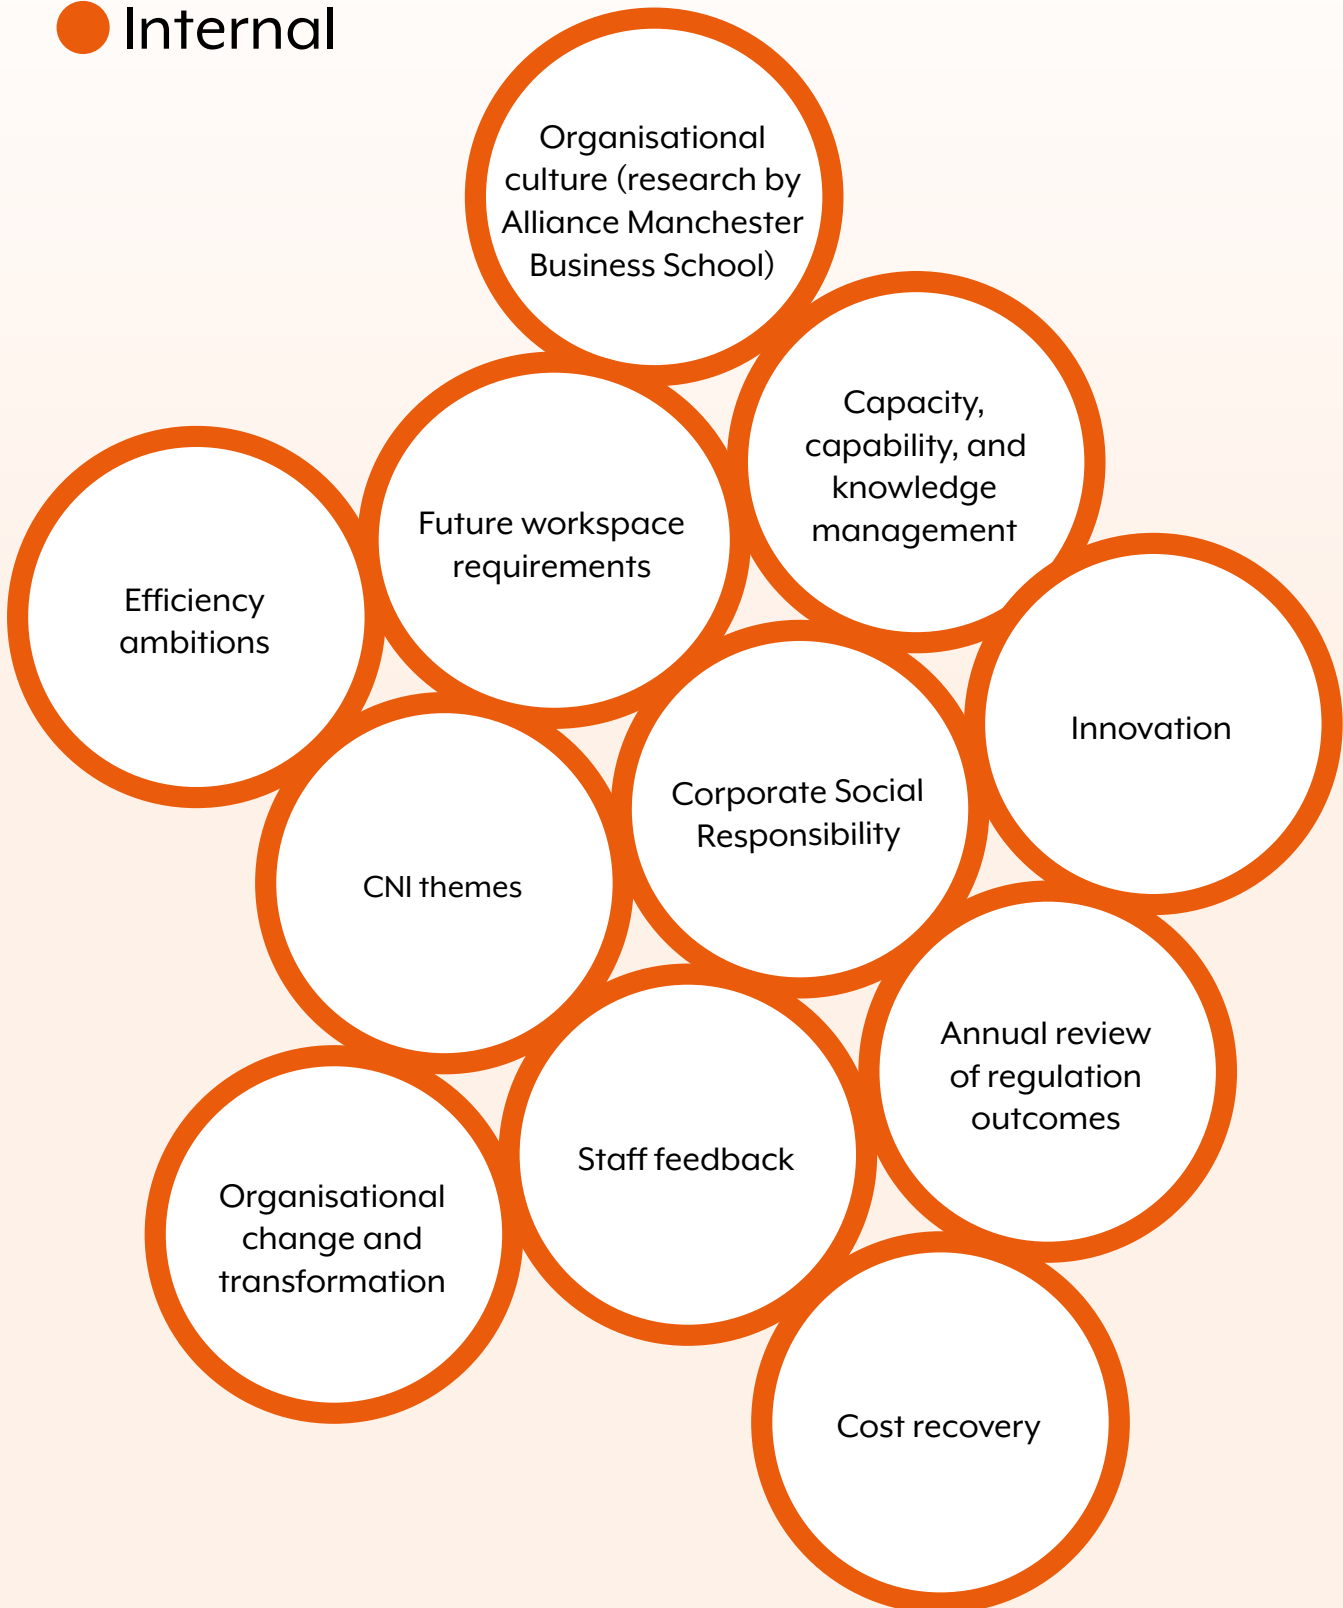 Internal
Organisational
culture (research by
Alliance Manchester
Business School)
Capacity,
capability, and
knowledge
management
Future workspace
requirements
Efficiency
ambitions
Innovation
Corporate Social
Responsibility
CNI themes
Annual review
of regulation
outcomes
Staff feedback
Organisational
change and
transformation
Cost recovery